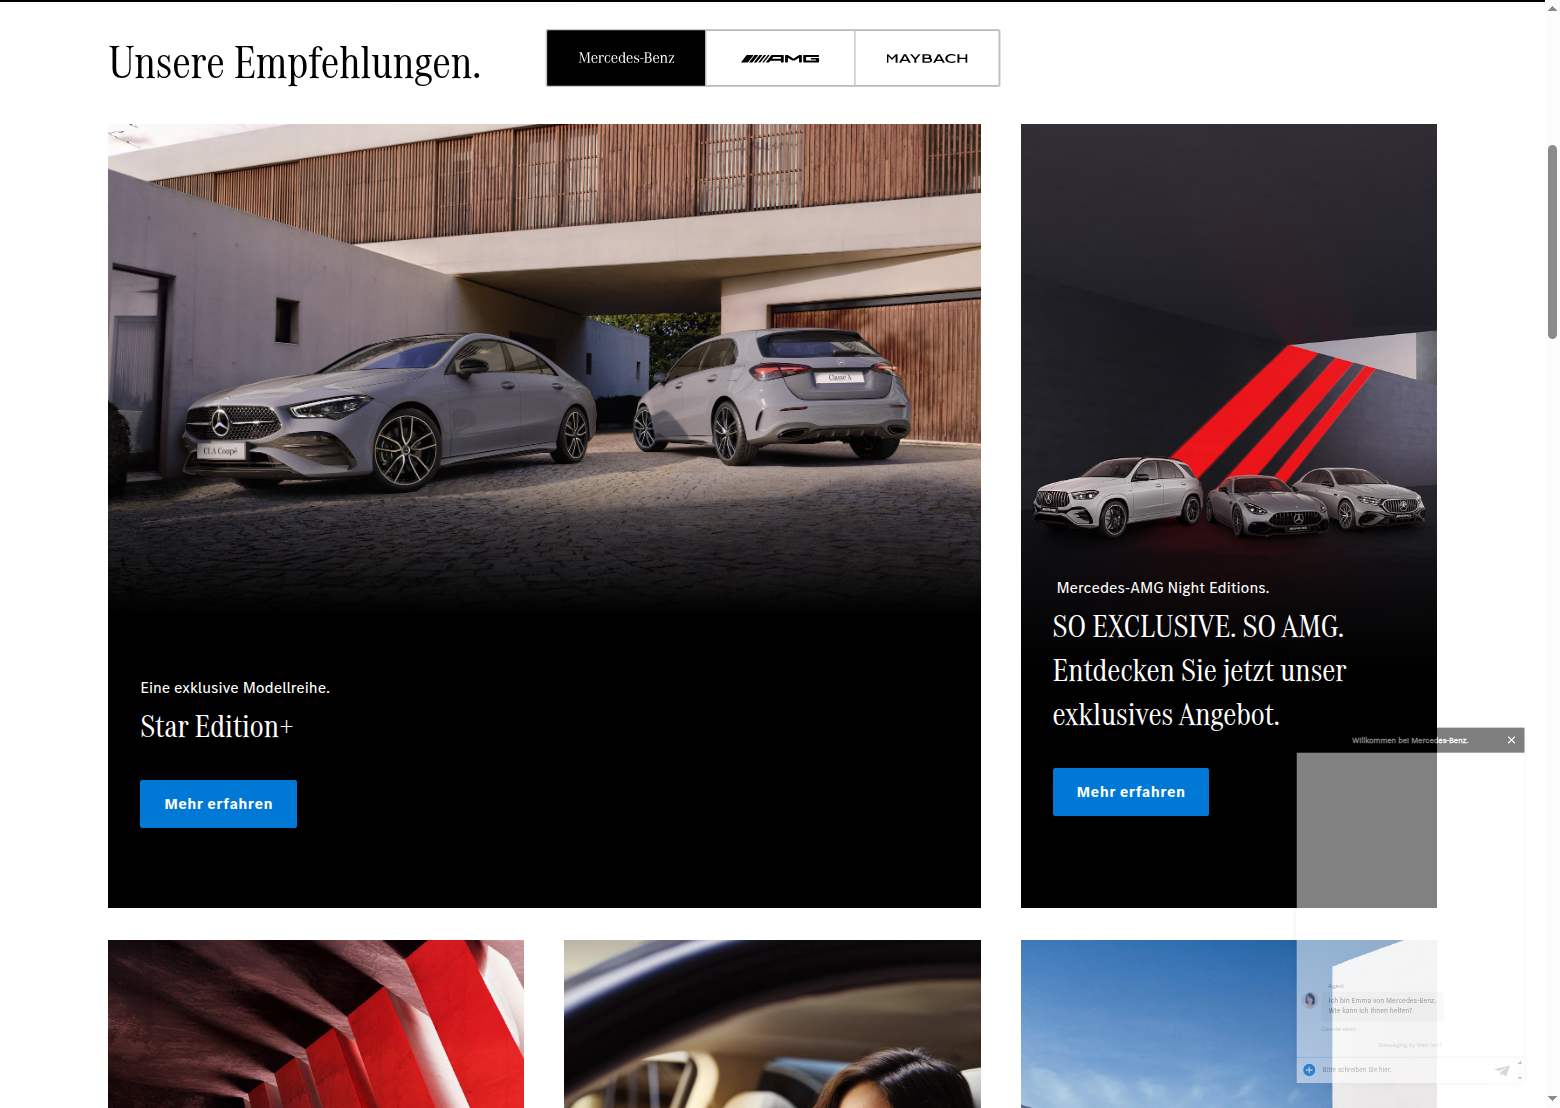 Unsere Empfehlungen.
Mercedes-Benz
AMG
MAYBACH
CLA Coupé
Classe A
Eine exklusive Modellreihe.
Star Edition+
Mehr erfahren
Mercedes-AMG Night Editions.
SO EXCLUSIVE. SO AMG.
Entdecken Sie jetzt unser
exklusives Angebot.
Mehr erfahren
Willkommen bei Mercedes-Benz.
Agent
Ich bin Emma von Mercedes-Benz.
Wie kann ich Ihnen helfen?
Gerade eben
Bitte schreiben Sie hier.